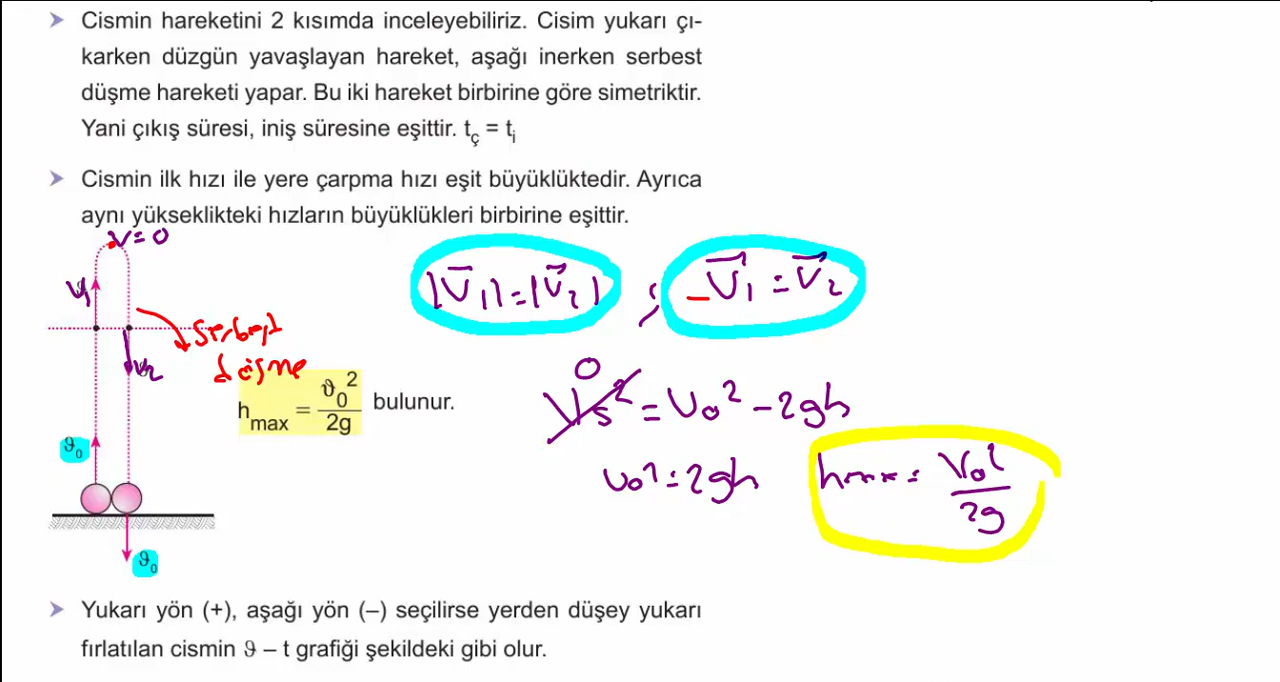 Cismin hareketini 2 kısımda inceleyebiliriz. Cisim yukarı çı-
karken düzgün yavaşlayan hareket, aşağı inerken serbest
düşme hareketi yapar. Bu iki hareket birbirine göre simetriktir.
Yani çıkış süresi, iniş süresine eşittir. tç = ti
Cismin ilk hızı ile yere çarpma hızı eşit büyüklüktedir. Ayrıca
aynı yükseklikteki hızların büyüklükleri birbirine eşittir.
V=0
|V⃗1|=|V⃗2| ; -V⃗1 = V⃗2
V1
Serbest
düşme
V2
hmax = ϑ0²/2g bulunur.
Vs² = V0² - 2gh
0
ϑ0
V0² = 2gh
hmax = V0²/2g
ϑ0
Yukarı yön (+), aşağı yön (–) seçilirse yerden düşey yukarı
fırlatılan cismin ϑ – t grafiği şekildeki gibi olur.